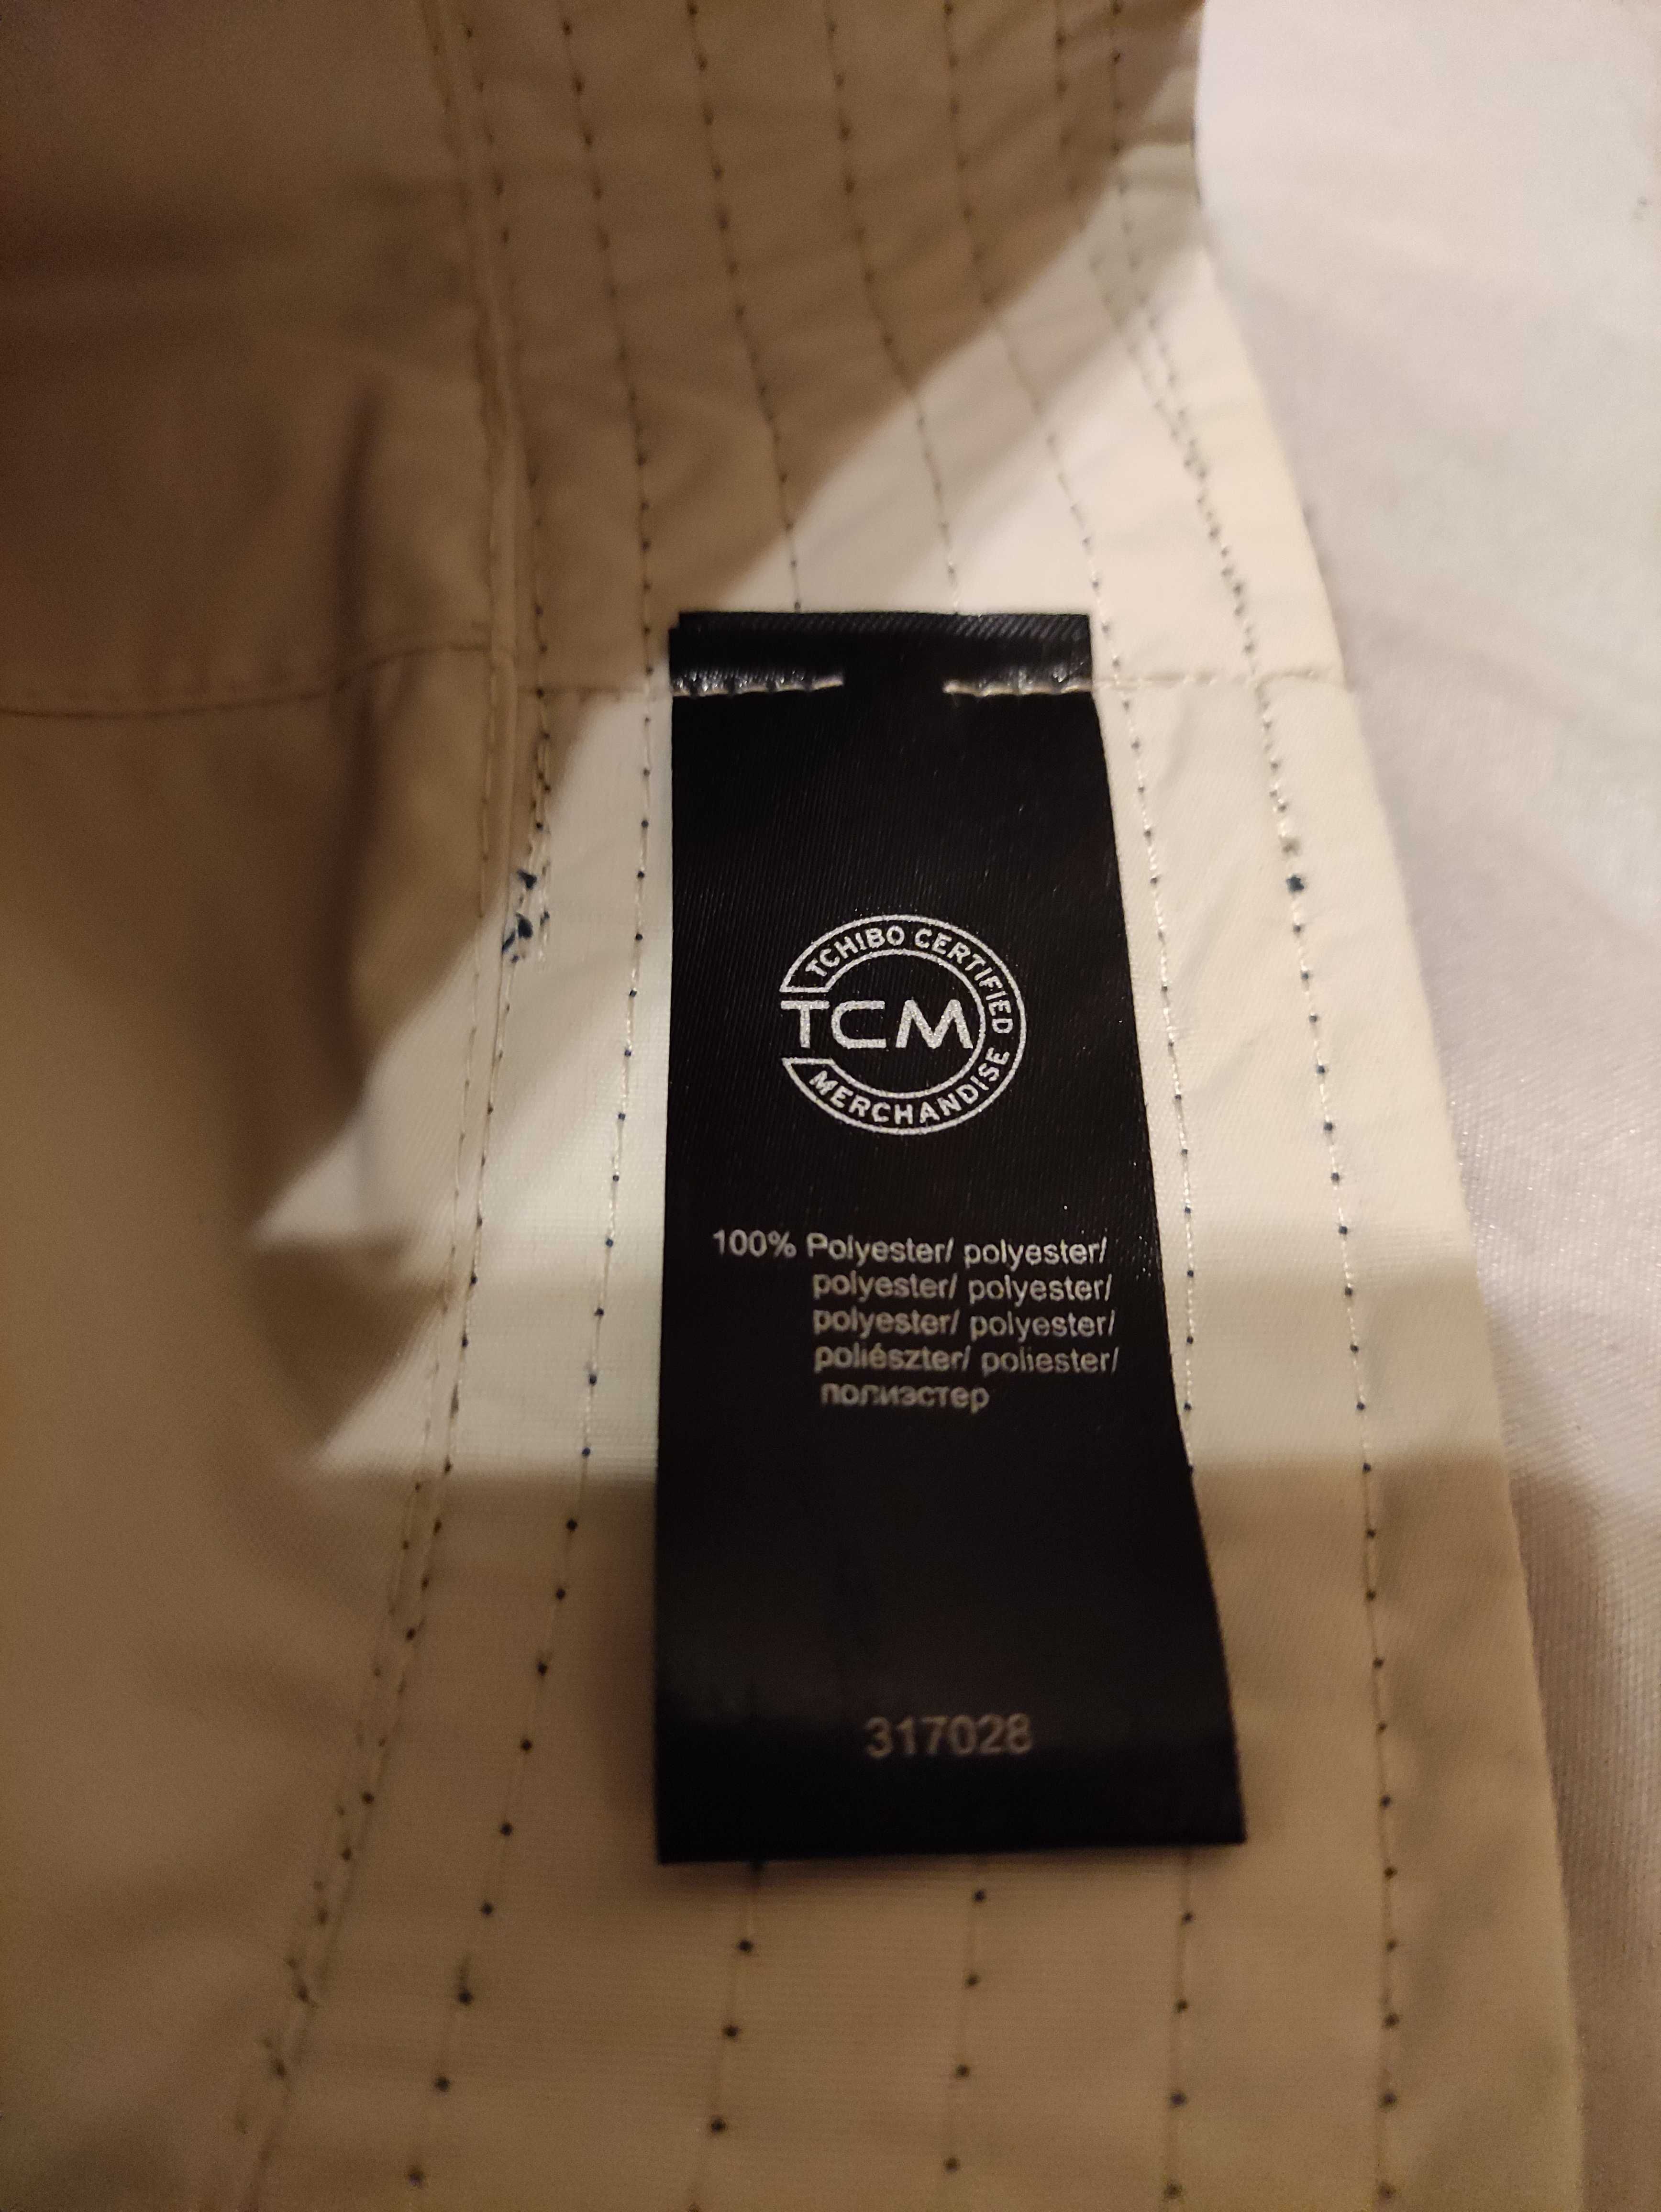 TCHIBO CERTIFIED
TCM
MERCHANDISE
100% Polyester/ polyester/
polyester/ polyester/
polyester/ polyester/
poliészter/ poliester/
полиэстер
317028